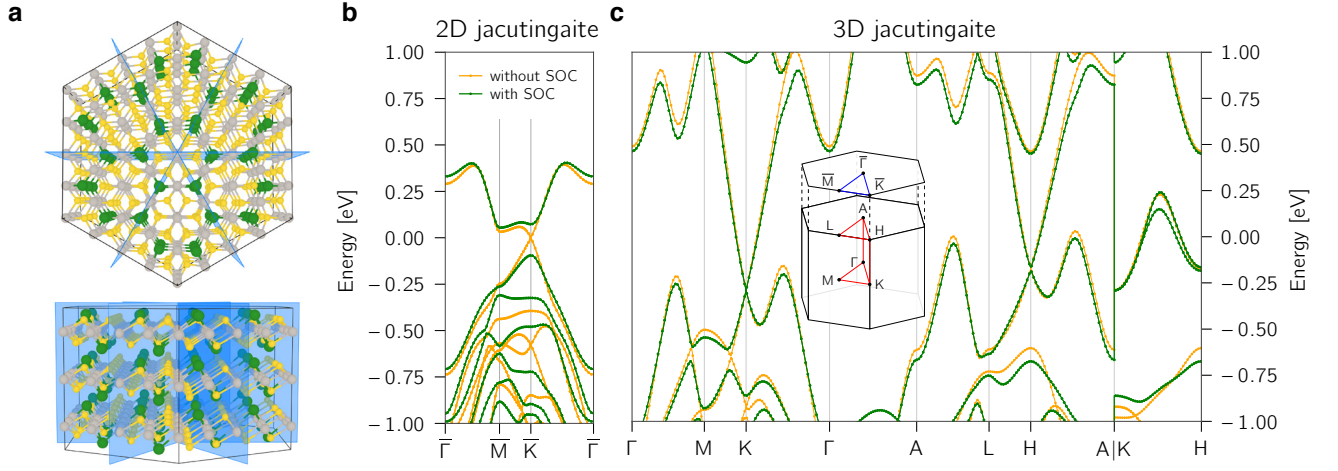 a
b
2D jacutingaite
1.00
0.75
0.50
0.25
0.00
−0.25
−0.50
−0.75
−1.00
Energy [eV]
without SOC
with SOC
Γ̅
M̅
K̅
Γ̅
c
3D jacutingaite
Γ̅
M̅
K̅
A
L
H
Γ
M
K
1.00
0.75
0.50
0.25
0.00
−0.25
−0.50
−0.75
−1.00
Energy [eV]
Γ
M
K
Γ
A
L
H
A|K
H